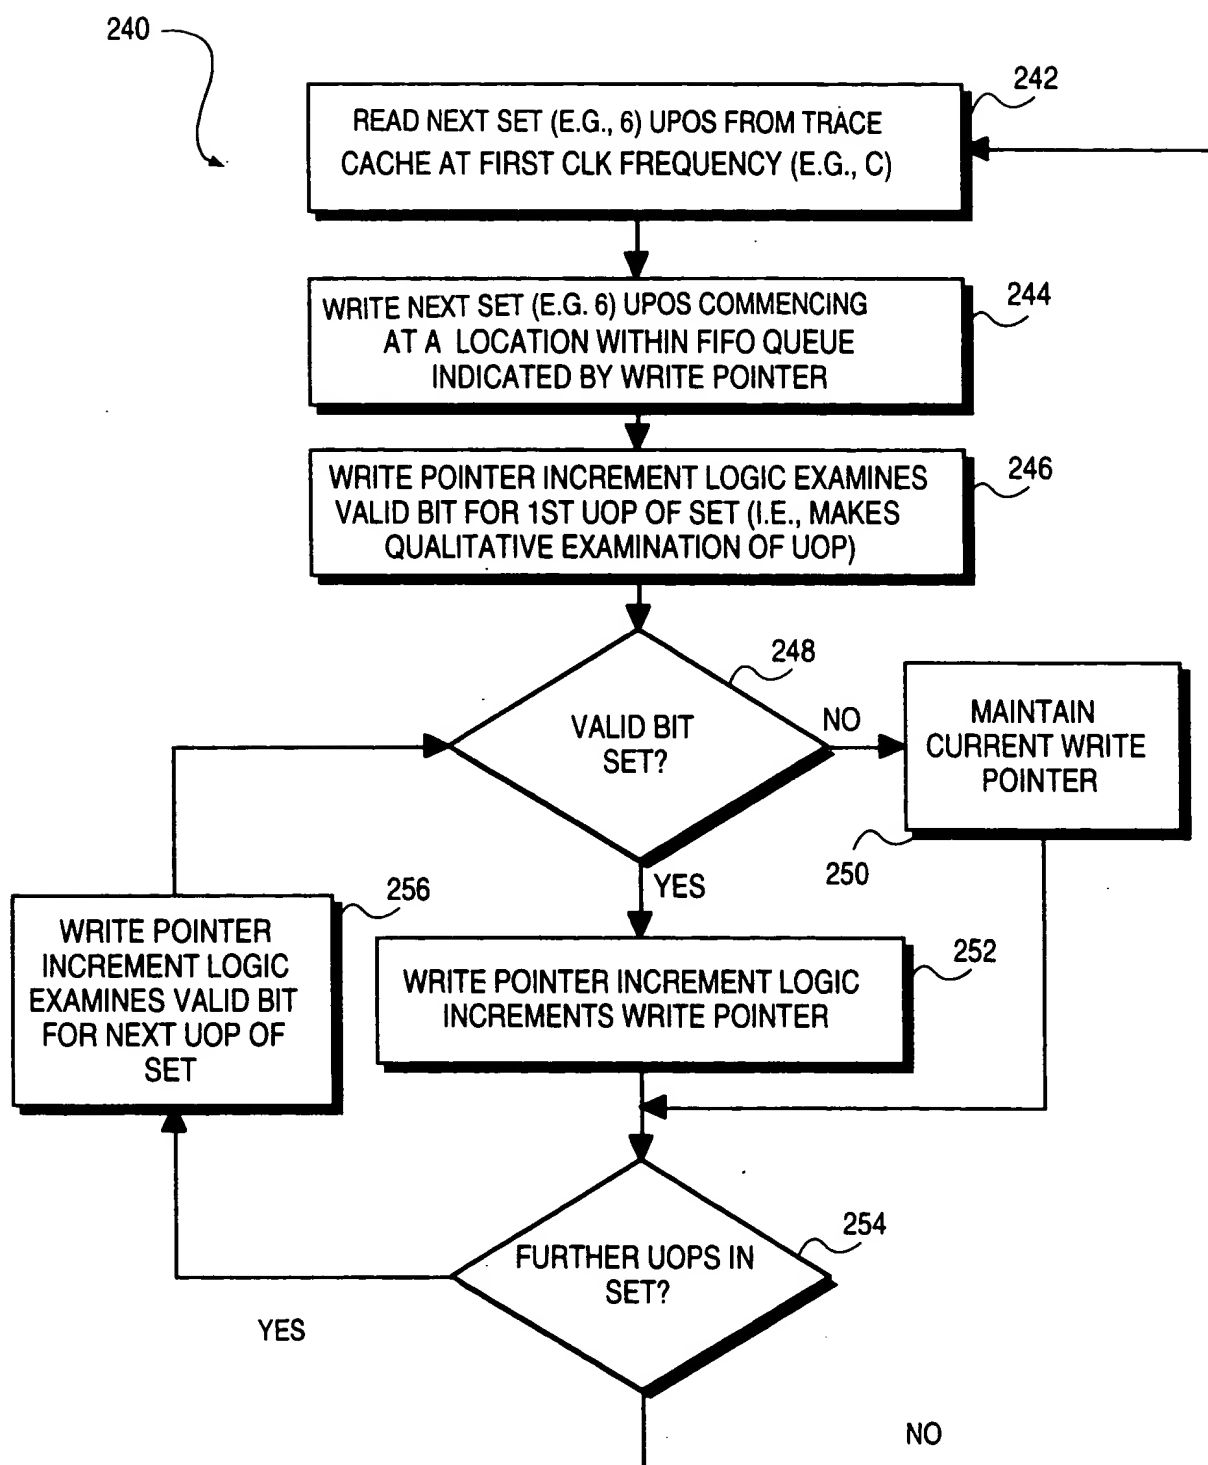 240
242
READ NEXT SET (E.G., 6) UPOS FROM TRACE
CACHE AT FIRST CLK FREQUENCY (E.G., C)
244
WRITE NEXT SET (E.G. 6) UPOS COMMENCING
AT A LOCATION WITHIN FIFO QUEUE
INDICATED BY WRITE POINTER
246
WRITE POINTER INCREMENT LOGIC EXAMINES
VALID BIT FOR 1ST UOP OF SET (I.E., MAKES
QUALITATIVE EXAMINATION OF UOP)
248
VALID BIT
SET?
NO
MAINTAIN
CURRENT WRITE
POINTER
250
YES
256
WRITE POINTER
INCREMENT LOGIC
EXAMINES VALID BIT
FOR NEXT UOP OF
SET
252
WRITE POINTER INCREMENT LOGIC
INCREMENTS WRITE POINTER
254
FURTHER UOPS IN
SET?
YES
NO